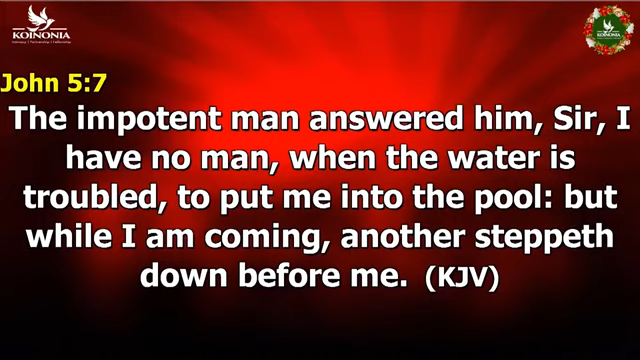 KOINONIA
KOINONIA
John 5:7
The impotent man answered him, Sir, I
have no man, when the water is
troubled, to put me into the pool: but
while I am coming, another steppeth
down before me. (KJV)